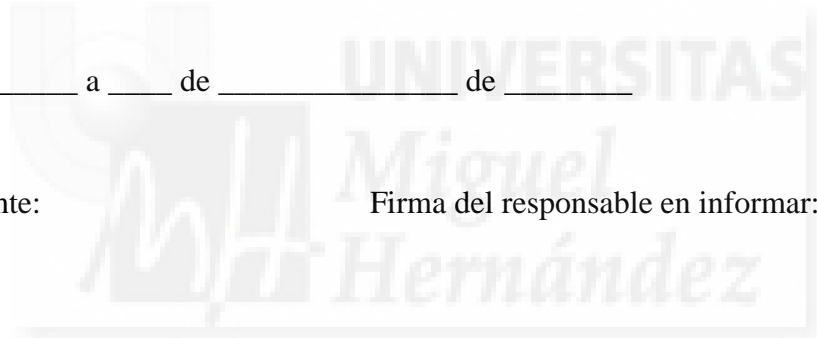 ______ a ____ de _______________ de ________
UNIVERSITAS
Miguel
nte: Firma del responsable en informar:
Hernández